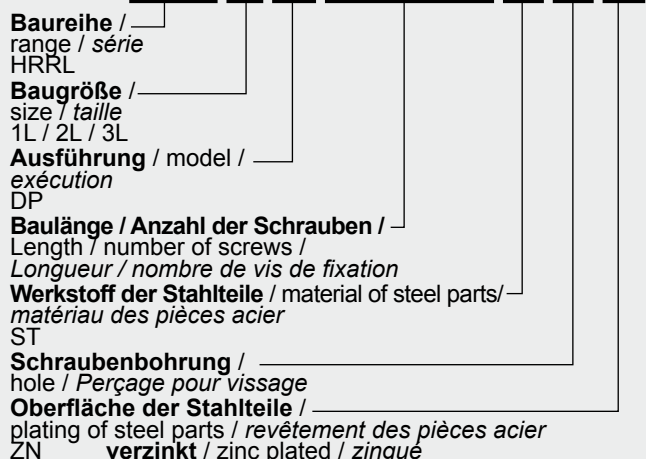 Baureihe /
range / série
HRRL
Baugröße /
size / taille
1L / 2L / 3L
Ausführung / model /
exécution
DP
Baulänge / Anzahl der Schrauben /
Length / number of screws /
Longueur / nombre de vis de fixation
Werkstoff der Stahlteile / material of steel parts/
matériau des pièces acier
ST
Schraubenbohrung /
hole / Perçage pour vissage
Oberfläche der Stahlteile /
plating of steel parts / revêtement des pièces acier
ZN verzinkt / zinc plated / zingué